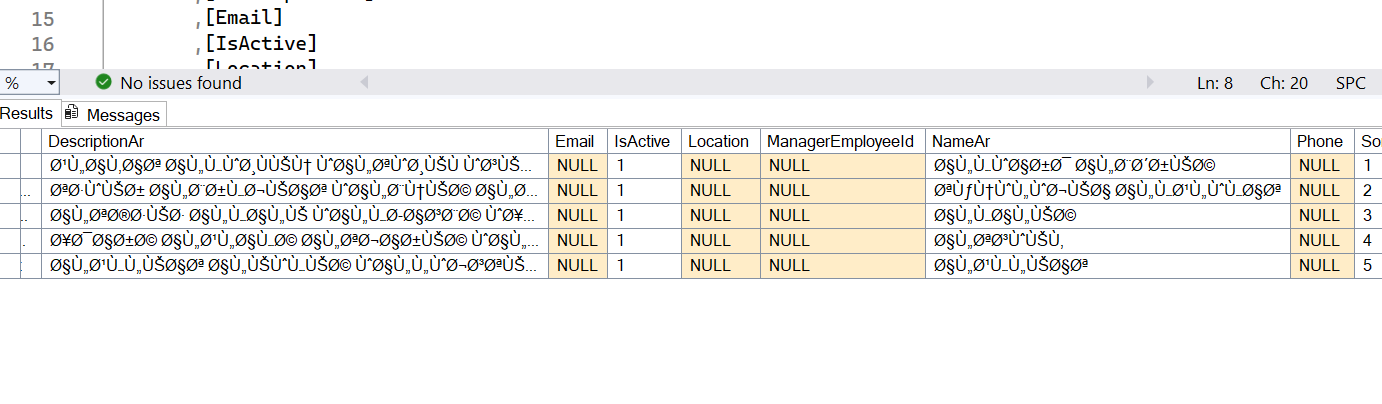 15 ,[Email]
16 ,[IsActive]
17 [Location]
% No issues found Ln: 8 Ch: 20 SPC
Results Messages
DescriptionAr Email IsActive Location ManagerEmployeeId NameAr Phone So
Ø¹Ù„Ø§Ù‚Ø§Øª Ø§Ù„Ù…ÙˆØ¸ÙÙŠÙ† ÙˆØ§Ù„ØªÙˆØ¸ÙŠÙ ÙˆØ³ÙŠ... NULL 1 NULL NULL Ø§Ù„Ù…ÙˆØ§Ø±Ø¯ Ø§Ù„Ø¨Ø´Ø±ÙŠØ© NULL 1
... ØªØ·ÙˆÙŠØ± Ø§Ù„Ø¨Ø±Ù…Ø¬ÙŠØ§Øª ÙˆØ§Ù„Ø¨Ù†ÙŠØ© Ø§Ù„Ø... NULL 1 NULL NULL ØªÙƒÙ†ÙˆÙ„ÙˆØ¬ÙŠØ§ Ø§Ù„Ù…Ø¹Ù„ÙˆÙ…Ø§Øª NULL 2
Ø§Ù„ØªØ®Ø·ÙŠØ· Ø§Ù„Ù…Ø§Ù„ÙŠ ÙˆØ§Ù„Ù…Ø­Ø§Ø³Ø¨Ø© ÙˆØ¥... NULL 1 NULL NULL Ø§Ù„Ù…Ø§Ù„ÙŠØ© NULL 3
Ø¥Ø¯Ø§Ø±Ø© Ø§Ù„Ø¹Ù„Ø§Ù…Ø© Ø§Ù„ØªØ¬Ø§Ø±ÙŠØ© ÙˆØ§Ù„... NULL 1 NULL NULL Ø§Ù„ØªØ³ÙˆÙŠÙ‚ NULL 4
Ø§Ù„Ø¹Ù…Ù„ÙŠØ§Øª Ø§Ù„ÙŠÙˆÙ…ÙŠØ© ÙˆØ§Ù„Ù„ÙˆØ¬Ø³ØªÙŠ... NULL 1 NULL NULL Ø§Ù„Ø¹Ù…Ù„ÙŠØ§Øª NULL 5